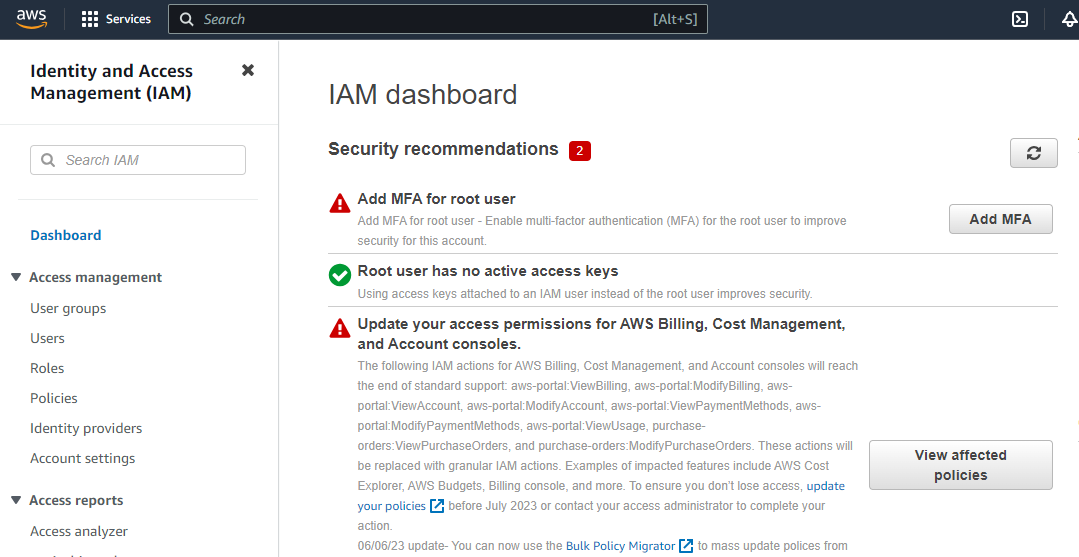 aws
Services
Search
[Alt+S]
Identity and Access
Management (IAM)
Search IAM
Dashboard
Access management
User groups
Users
Roles
Policies
Identity providers
Account settings
Access reports
Access analyzer
IAM dashboard
Security recommendations 2
Add MFA for root user
Add MFA for root user - Enable multi-factor authentication (MFA) for the root user to improve
security for this account.
Add MFA
Root user has no active access keys
Using access keys attached to an IAM user instead of the root user improves security.
Update your access permissions for AWS Billing, Cost Management,
and Account consoles.
The following IAM actions for AWS Billing, Cost Management, and Account consoles will reach
the end of standard support: aws-portal:ViewBilling, aws-portal:ModifyBilling, aws-
portal:ViewAccount, aws-portal:ModifyAccount, aws-portal:ViewPaymentMethods, aws-
portal:ModifyPaymentMethods, aws-portal:ViewUsage, purchase-
orders:ViewPurchaseOrders, and purchase-orders:ModifyPurchaseOrders. These actions will
be replaced with granular IAM actions. Examples of impacted features include AWS Cost
Explorer, AWS Budgets, Billing console, and more. To ensure you don't lose access, update
your policies before July 2023 or contact your access administrator to complete your
action.
06/06/23 update- You can now use the Bulk Policy Migrator to mass update polices from
View affected
policies